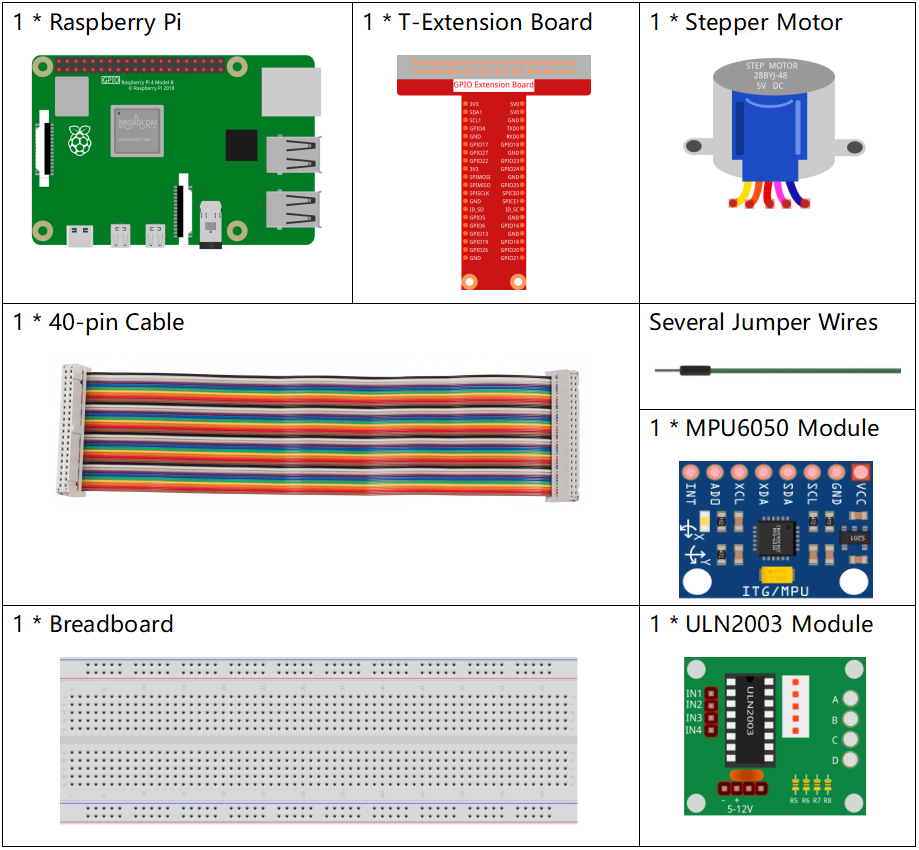 1 * Raspberry Pi
1 * T-Extension Board
1 * Stepper Motor
GPIO
Raspberry Pi 4 Model B
© Raspberry Pi 2018
BROADCOM
GPIO Extension Board
3V3 5V0
SDA1 5V0
SCL1 GND
GPIO4 TXD0
GND RXD0
GPIO17 GPIO18
GPIO27 GND
GPIO22 GPIO23
3V3 GPIO24
SPIMOSI GND
SPIMISO GPIO25
SPISCLK SPICE0
GND SPICE1
ID_SD ID_SC
GPIO5 GND
GPIO6 GPIO16
GPIO13 GND
GPIO19 GPIO16
GPIO26 GPIO20
GND GPIO21
STEP MOTOR
28BYJ-48
5V DC
1 * 40-pin Cable
Several Jumper Wires
1 * MPU6050 Module
INT
ADO
XCL
XDA
SDA
SCL
GND
VCC
X
Y
ITG/MPU
1 * Breadboard
1 * ULN2003 Module
IN1
IN2
IN3
IN4
ULN2003
A
B
C
D
- +
5-12V
R5 R6 R7 R8